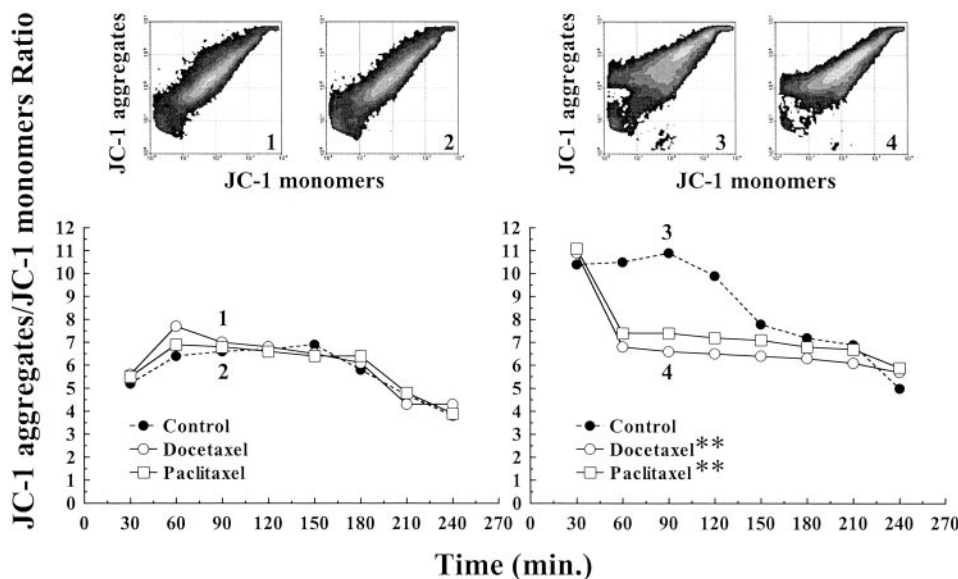 JC-1 aggregates/JC-1 monomers Ratio
JC-1 aggregates
1
2
JC-1 monomers
JC-1 aggregates
3
4
JC-1 monomers
12
11
10
9
8
7
6
5
4
3
2
1
0
1
2
Control
Docetaxel
Paclitaxel
0 30 60 90 120 150 180 210 240 270
12
11
10
9
8
7
6
5
4
3
2
1
0
3
4
Control
Docetaxel**
Paclitaxel**
0 30 60 90 120 150 180 210 240 270
Time (min.)